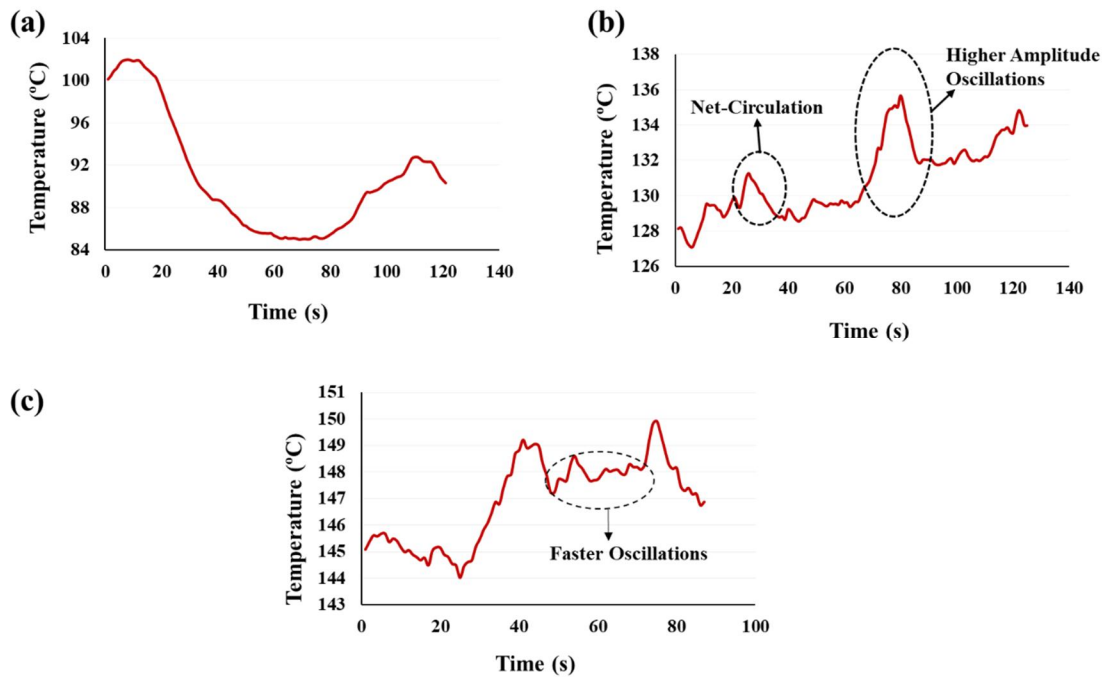 (a)
104
100
96
92
88
84
Temperature (ºC)
0 20 40 60 80 100 120 140
Time (s)
(b)
138
136
134
132
130
128
126
Temperature (ºC)
Net-Circulation
Higher Amplitude
Oscillations
0 20 40 60 80 100 120 140
Time (s)
(c)
151
150
149
148
147
146
145
144
143
Temperature (ºC)
Faster Oscillations
0 20 40 60 80 100
Time (s)